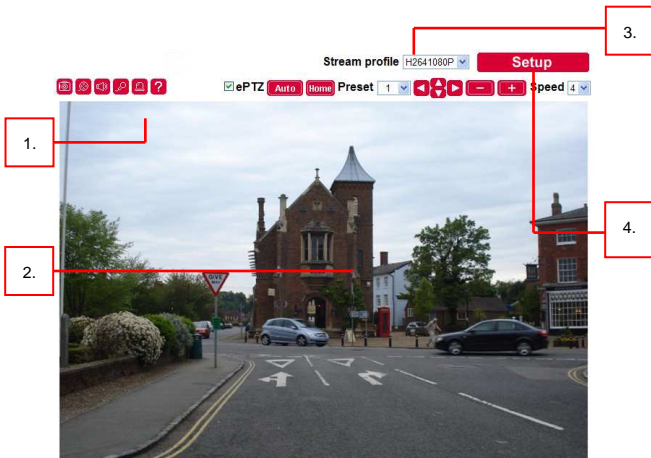 3.
Stream profile H2641080P Setup
? ePTZ Auto Home Preset 1 − + Speed 4
1.
2.
4.
GIVE WAY